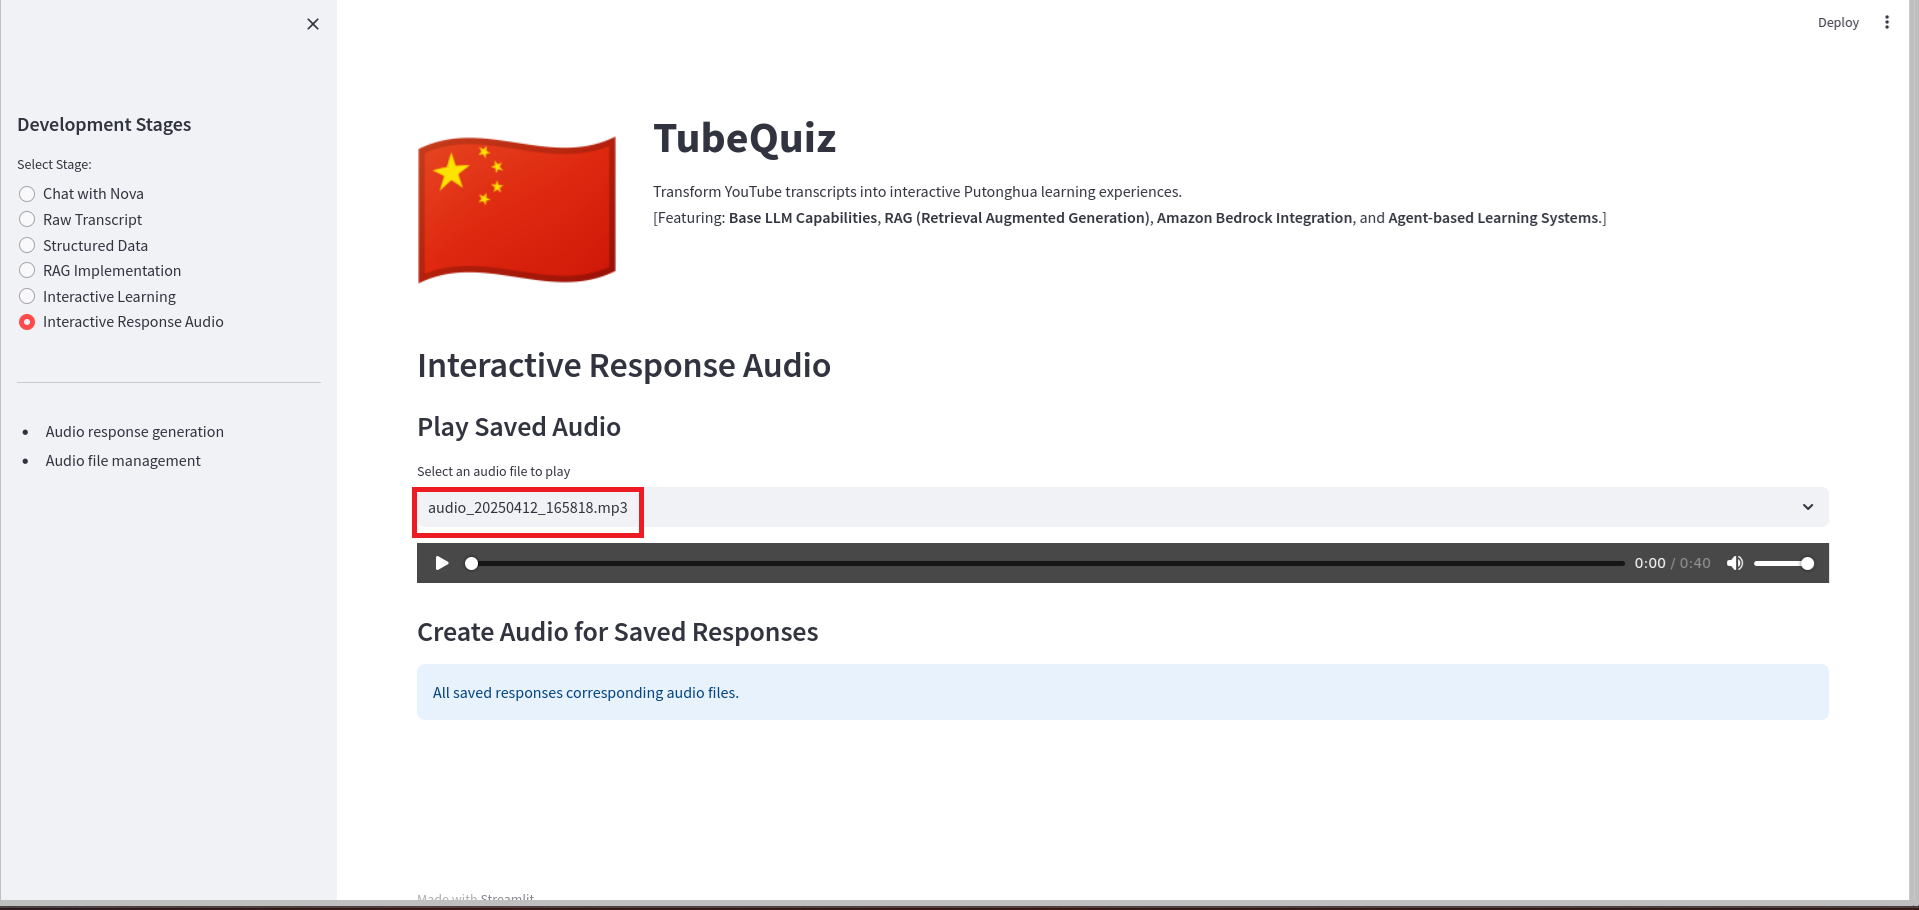 Deploy
Development Stages
Select Stage:
Chat with Nova
Raw Transcript
Structured Data
RAG Implementation
Interactive Learning
Interactive Response Audio
Audio response generation
Audio file management
TubeQuiz
Transform YouTube transcripts into interactive Putonghua learning experiences.
[Featuring: Base LLM Capabilities, RAG (Retrieval Augmented Generation), Amazon Bedrock Integration, and Agent-based Learning Systems.]
Interactive Response Audio
Play Saved Audio
Select an audio file to play
audio_20250412_165818.mp3
0:00 / 0:40
Create Audio for Saved Responses
All saved responses corresponding audio files.
Made with Streamlit